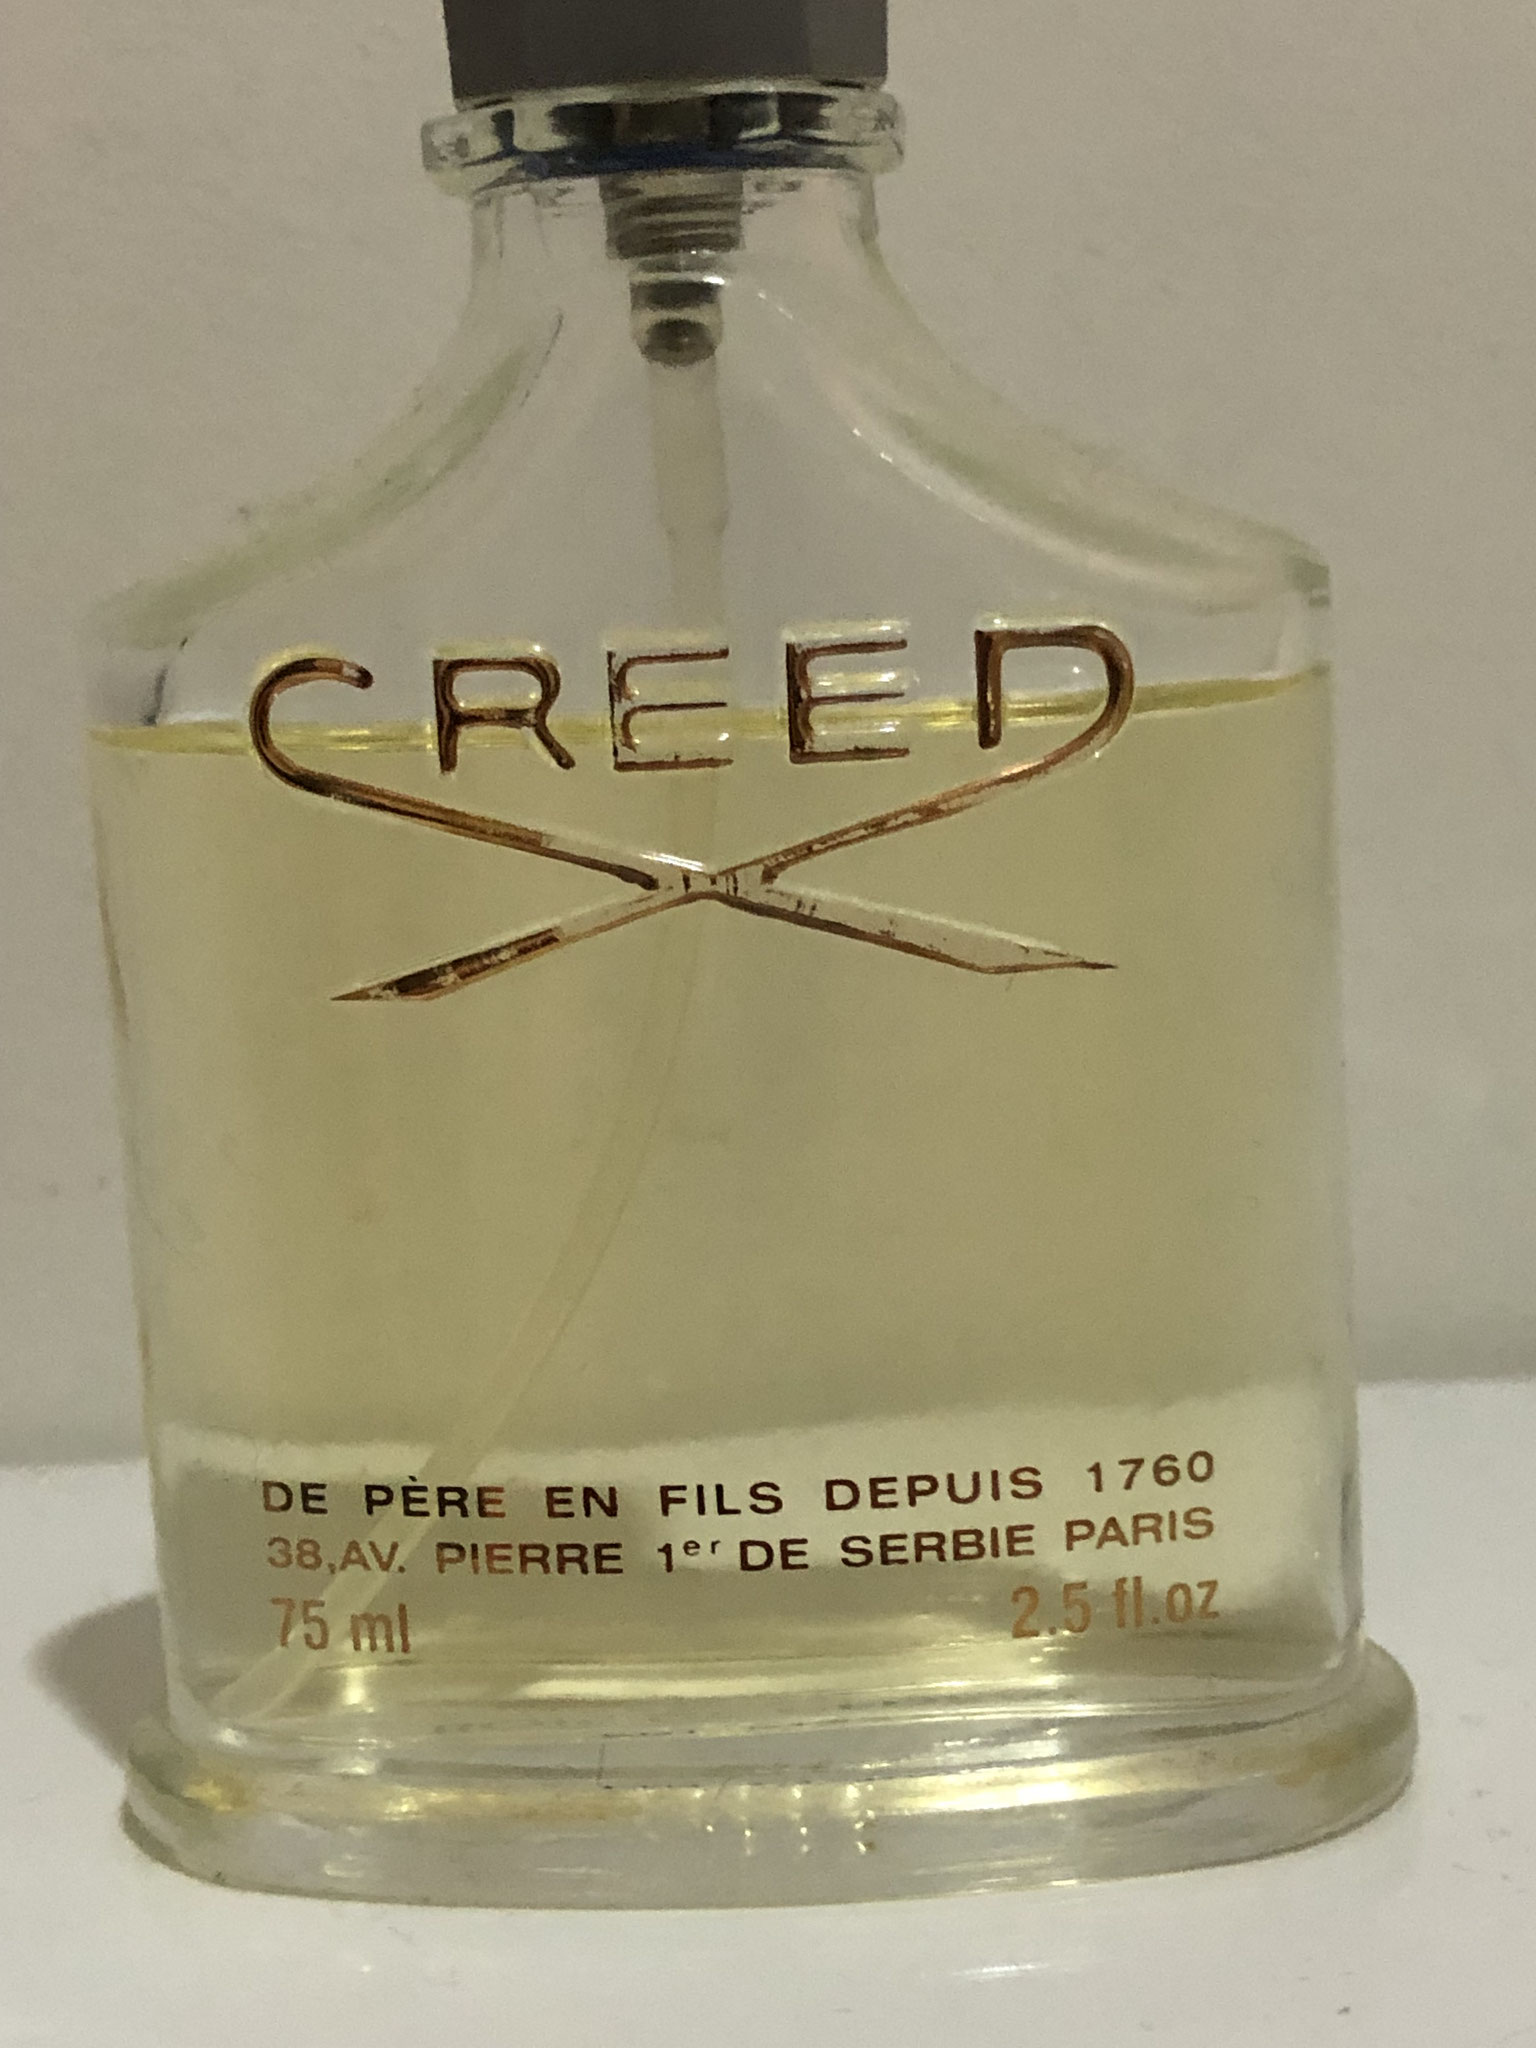 CREED
DE PÈRE EN FILS DEPUIS 1760
38,AV. PIERRE 1er DE SERBIE PARIS
75 ml 2.5 fl.oz